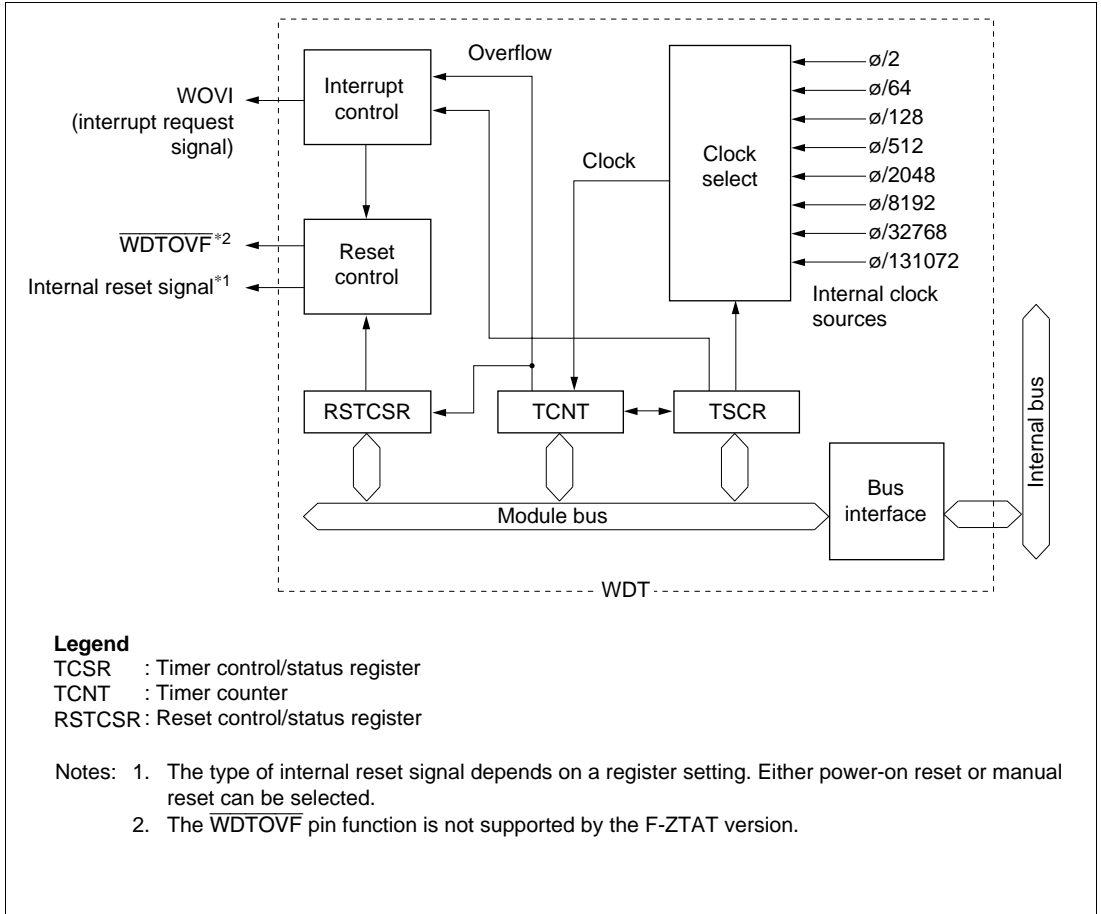 Overflow
Interrupt
control
WOVI
(interrupt request
signal)
WDTOVF*2
Internal reset signal*1
Reset
control
Clock
Clock
select
ø/2
ø/64
ø/128
ø/512
ø/2048
ø/8192
ø/32768
ø/131072
Internal clock
sources
RSTCSR
TCNT
TSCR
Module bus
Bus
interface
Internal bus
WDT
Legend
TCSR : Timer control/status register
TCNT : Timer counter
RSTCSR : Reset control/status register
Notes: 1. The type of internal reset signal depends on a register setting. Either power-on reset or manual
reset can be selected.
2. The WDTOVF pin function is not supported by the F-ZTAT version.